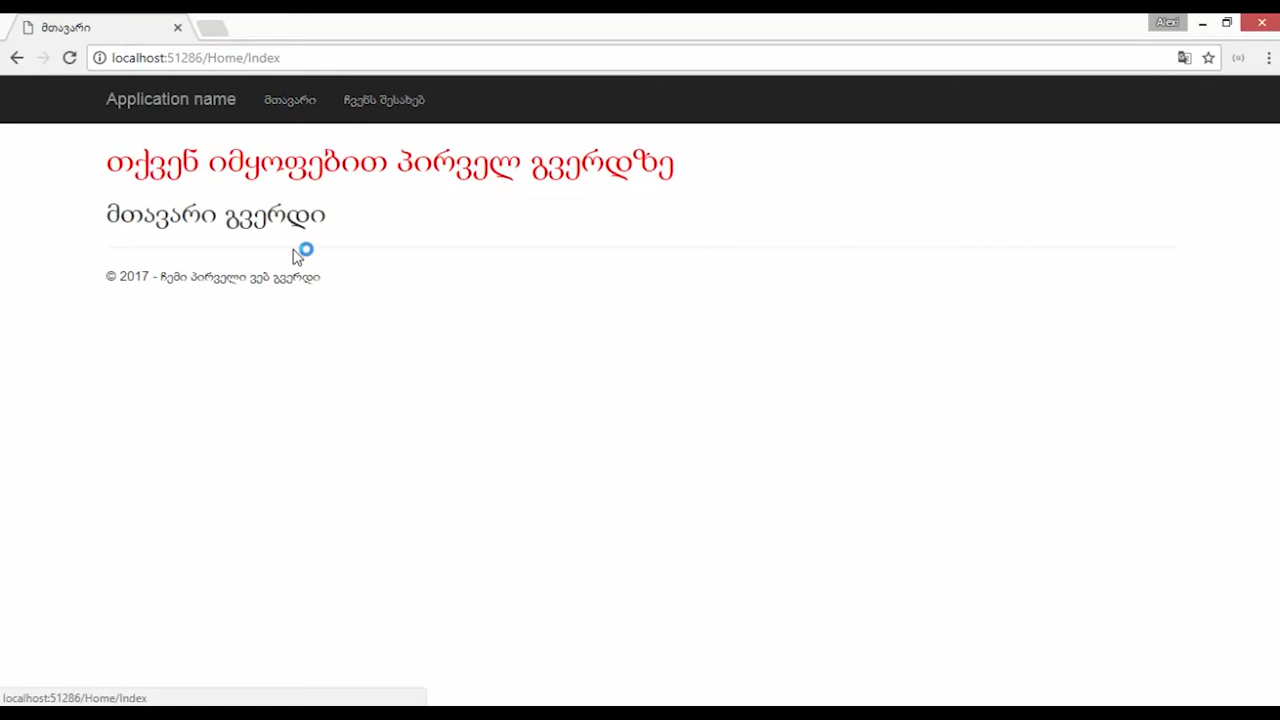 მთავარი
Alexi
localhost:51286/Home/Index
Application name მთავარი ჩვენს შესახებ
თქვენ იმყოფებით პირველ გვერდზე
მთავარი გვერდი
© 2017 - ჩემი პირველი ვებ გვერდი
localhost:51286/Home/Index